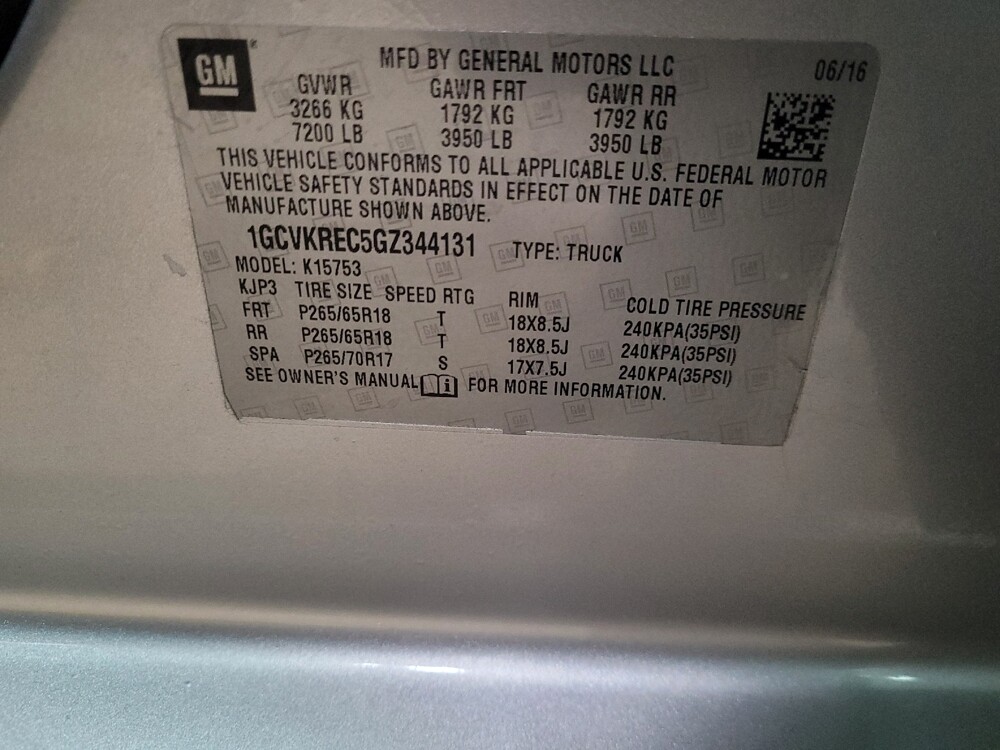 GM
MFD BY GENERAL MOTORS LLC 06/16
GVWR GAWR FRT GAWR RR
3266 KG 1792 KG 1792 KG
7200 LB 3950 LB 3950 LB
THIS VEHICLE CONFORMS TO ALL APPLICABLE U.S. FEDERAL MOTOR
VEHICLE SAFETY STANDARDS IN EFFECT ON THE DATE OF
MANUFACTURE SHOWN ABOVE.
1GCVKREC5GZ344131 TYPE: TRUCK
MODEL: K15753
KJP3 TIRE SIZE SPEED RTG RIM COLD TIRE PRESSURE
FRT P265/65R18 T 18X8.5J 240KPA(35PSI)
RR P265/65R18 T 18X8.5J 240KPA(35PSI)
SPA P265/70R17 S 17X7.5J 240KPA(35PSI)
SEE OWNER'S MANUAL i FOR MORE INFORMATION.